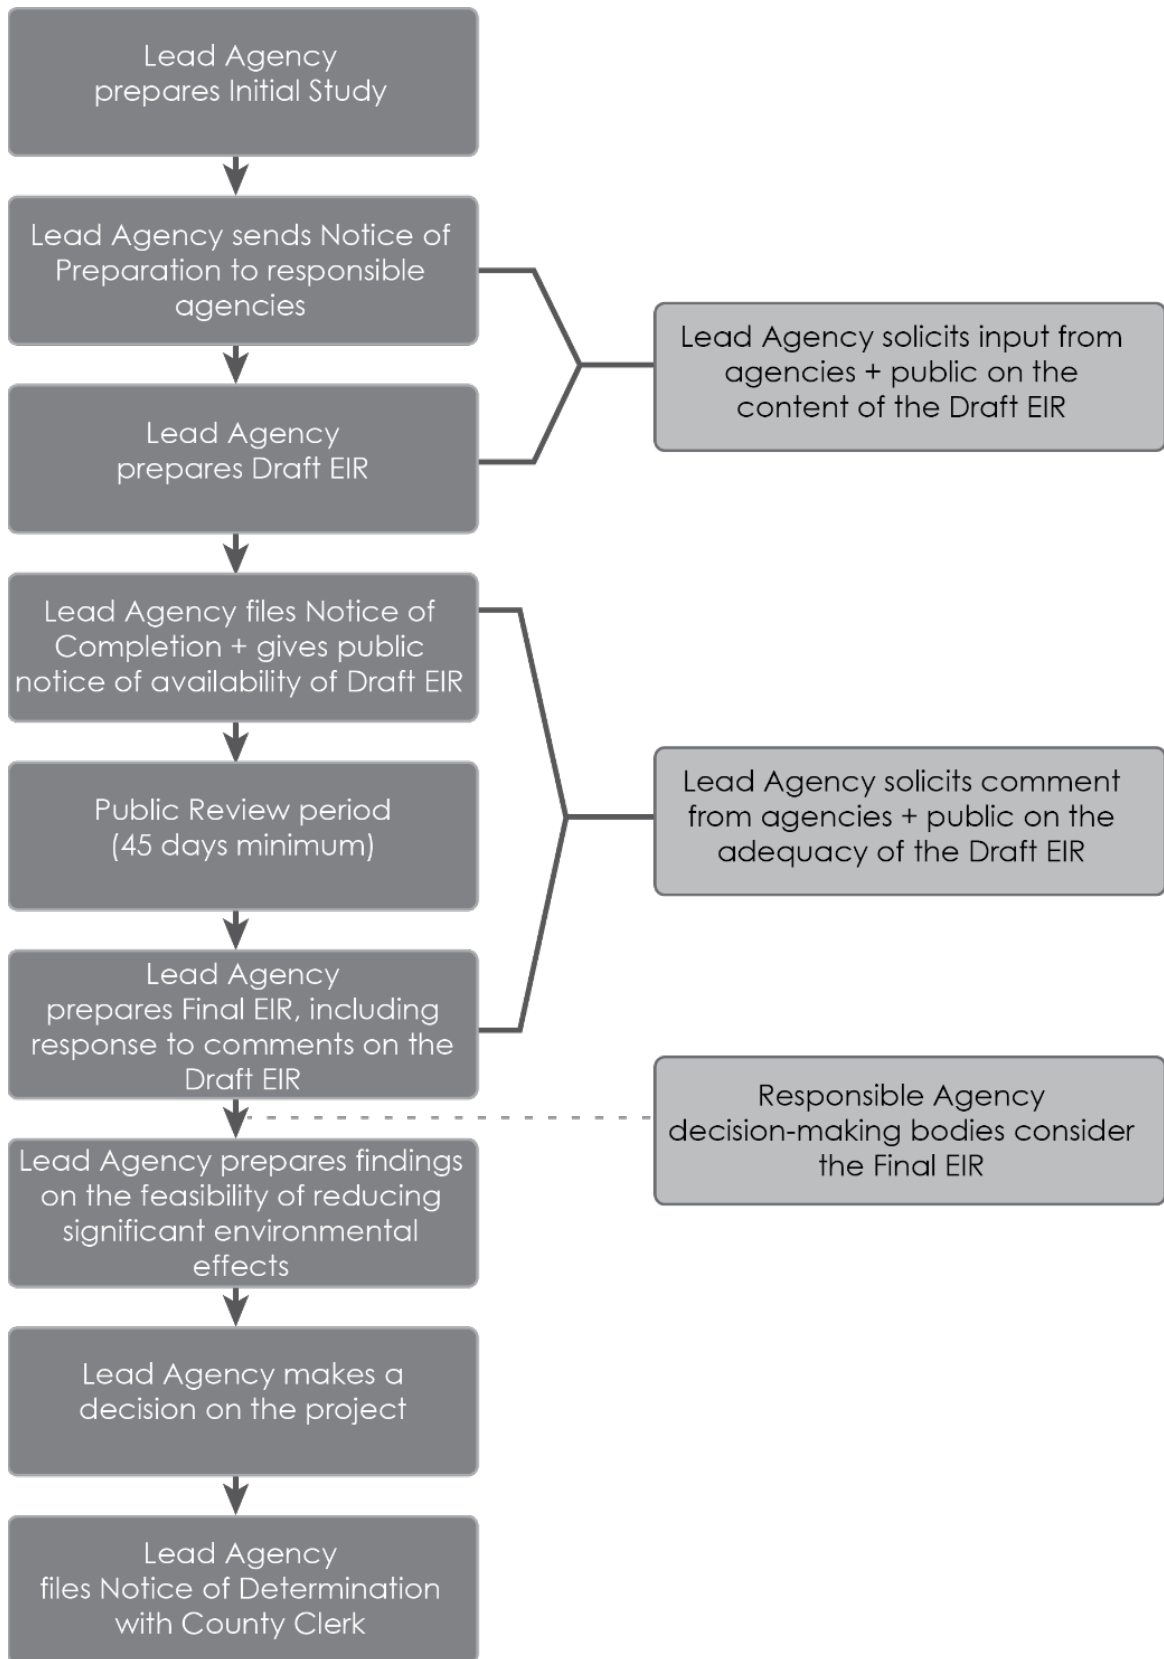 Lead Agency
prepares Initial Study
Lead Agency sends Notice of
Preparation to responsible
agencies
Lead Agency solicits input from
agencies + public on the
content of the Draft EIR
Lead Agency
prepares Draft EIR
Lead Agency files Notice of
Completion + gives public
notice of availability of Draft EIR
Public Review period
(45 days minimum)
Lead Agency solicits comment
from agencies + public on the
adequacy of the Draft EIR
Lead Agency
prepares Final EIR, including
response to comments on the
Draft EIR
Responsible Agency
decision-making bodies consider
the Final EIR
Lead Agency prepares findings
on the feasibility of reducing
significant environmental
effects
Lead Agency makes a
decision on the project
Lead Agency
files Notice of Determination
with County Clerk